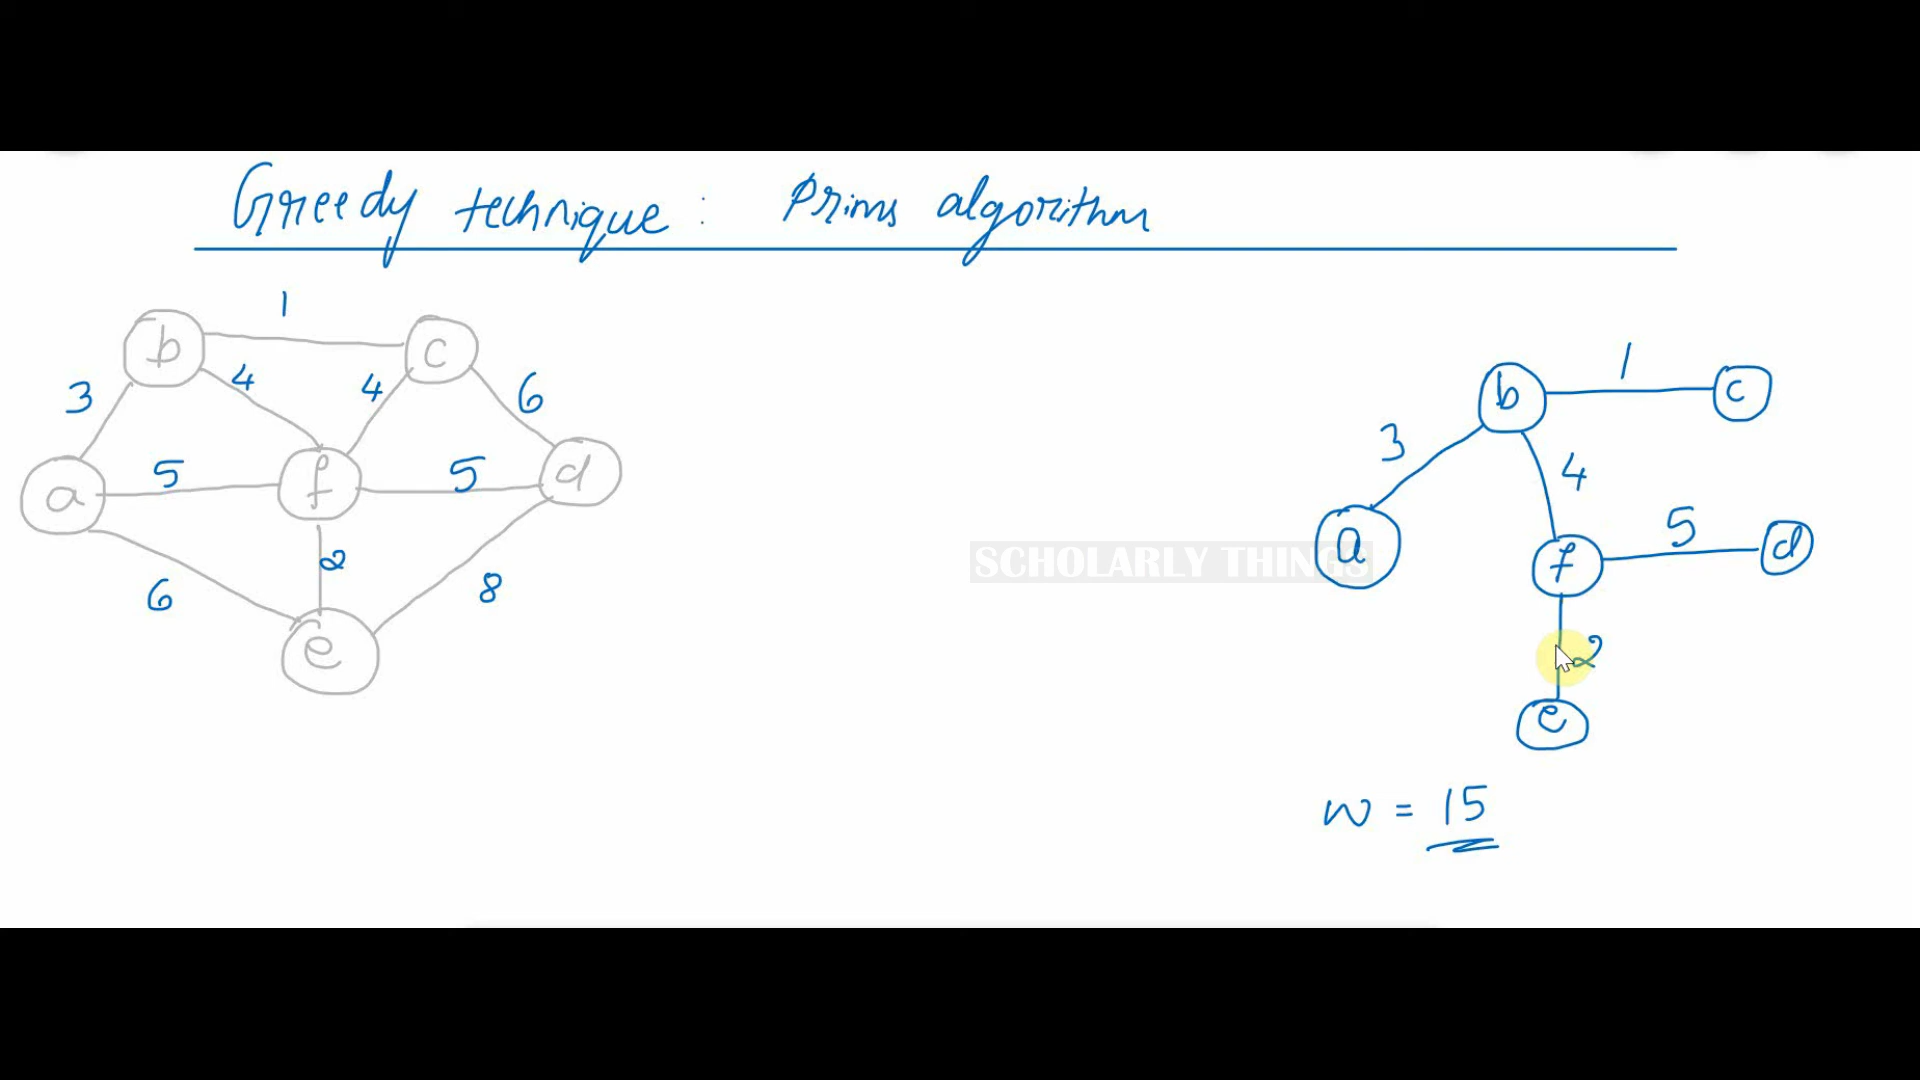 Greedy technique : Prims algorithm
1
b c
3 4 4 6
a 5 f 5 d
6 2 8
e
b 1 c
3 4
a f 5 d
SCHOLARLY THINGS
2
e
w = 15